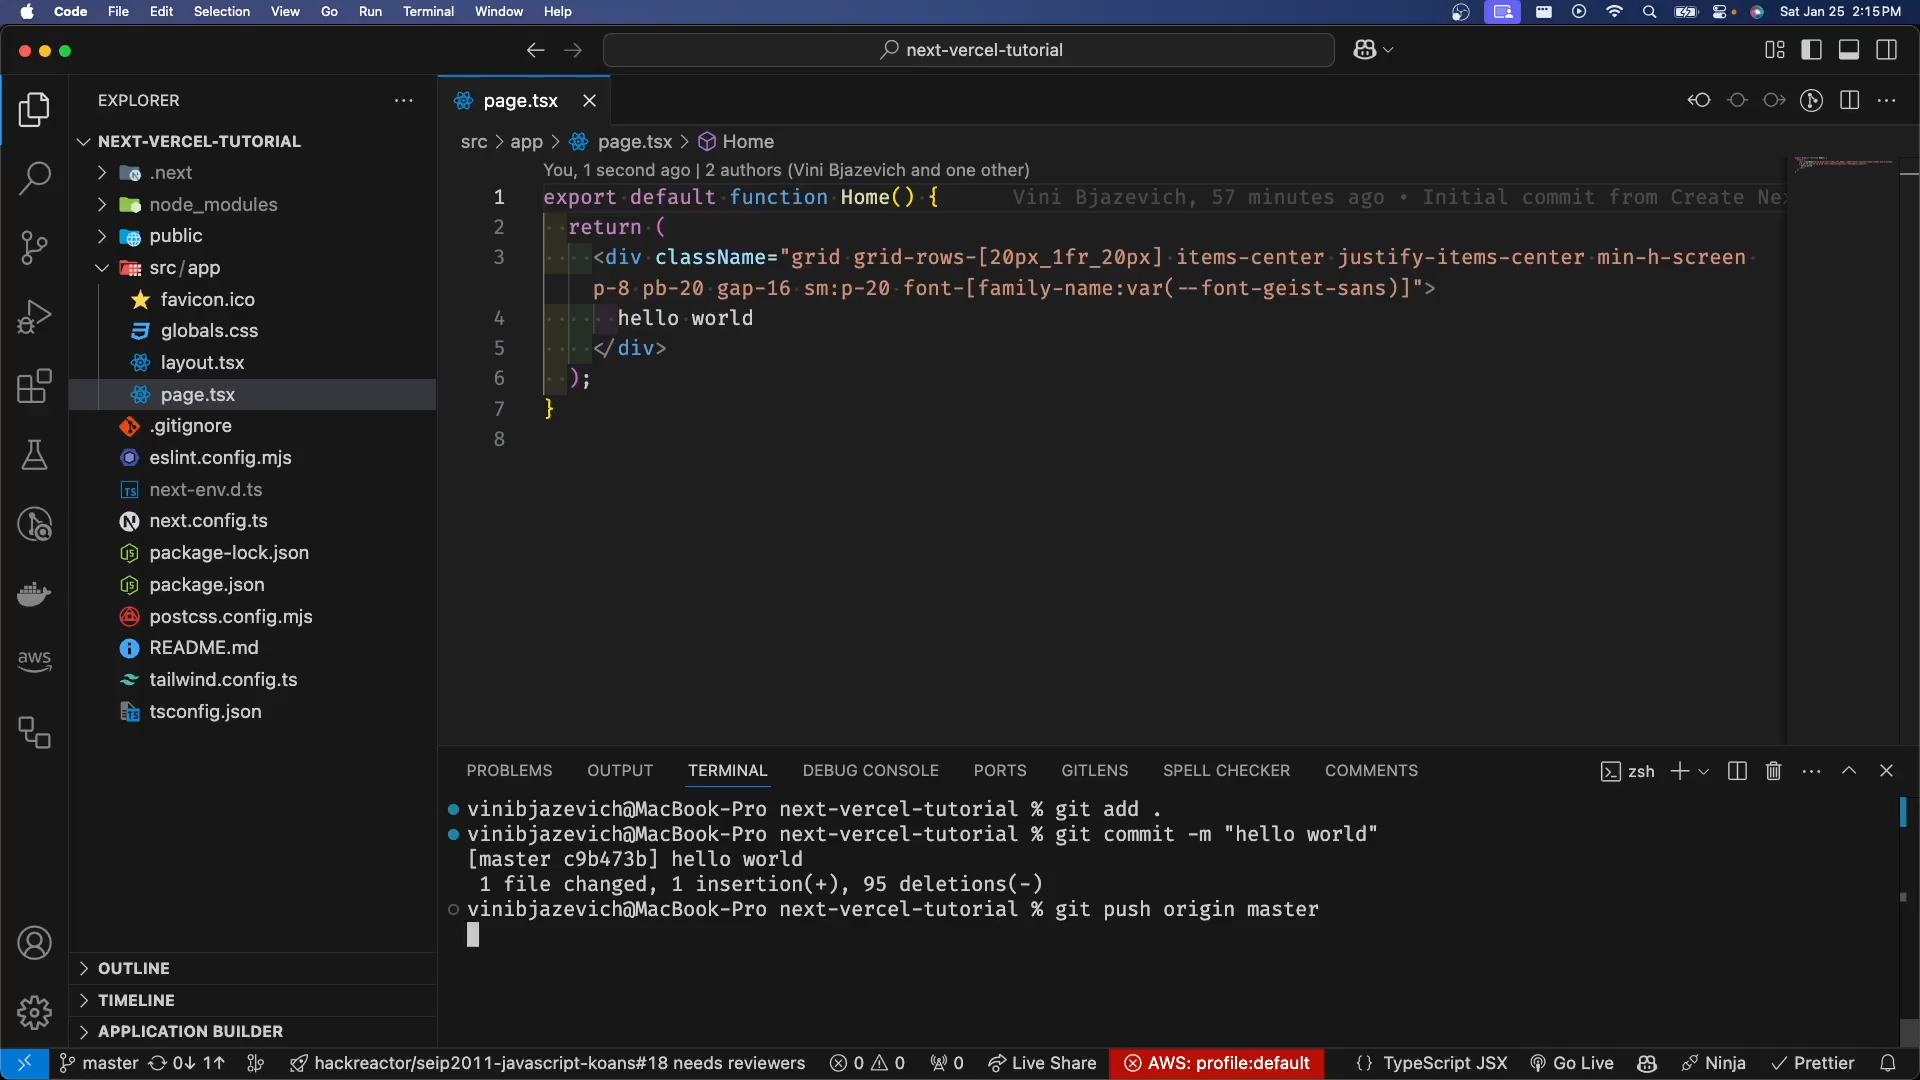 Code File Edit Selection View Go Run Terminal Window Help Sat Jan 25 2:15PM
next-vercel-tutorial
EXPLORER
NEXT-VERCEL-TUTORIAL
.next
node_modules
public
src/app
favicon.ico
globals.css
layout.tsx
page.tsx
.gitignore
eslint.config.mjs
next-env.d.ts
next.config.ts
package-lock.json
package.json
postcss.config.mjs
README.md
tailwind.config.ts
tsconfig.json
OUTLINE
TIMELINE
APPLICATION BUILDER
aws
page.tsx
src > app > page.tsx > Home
You, 1 second ago | 2 authors (Vini Bjazevich and one other)
1 export default function Home() { Vini Bjazevich, 57 minutes ago • Initial commit from Create Ne
2 return (
3 <div className="grid grid-rows-[20px_1fr_20px] items-center justify-items-center min-h-screen
p-8 pb-20 gap-16 sm:p-20 font-[family-name:var(--font-geist-sans)]">
4 hello world
5 </div>
6 );
7 }
8
PROBLEMS OUTPUT TERMINAL DEBUG CONSOLE PORTS GITLENS SPELL CHECKER COMMENTS zsh
vinibjazevich@MacBook-Pro next-vercel-tutorial % git add .
vinibjazevich@MacBook-Pro next-vercel-tutorial % git commit -m "hello world"
[master c9b473b] hello world
1 file changed, 1 insertion(+), 95 deletions(-)
vinibjazevich@MacBook-Pro next-vercel-tutorial % git push origin master
master 0↓ 1↑ hackreactor/seip2011-javascript-koans#18 needs reviewers 0 0 0 Live Share AWS: profile:default {} TypeScript JSX Go Live Ninja Prettier